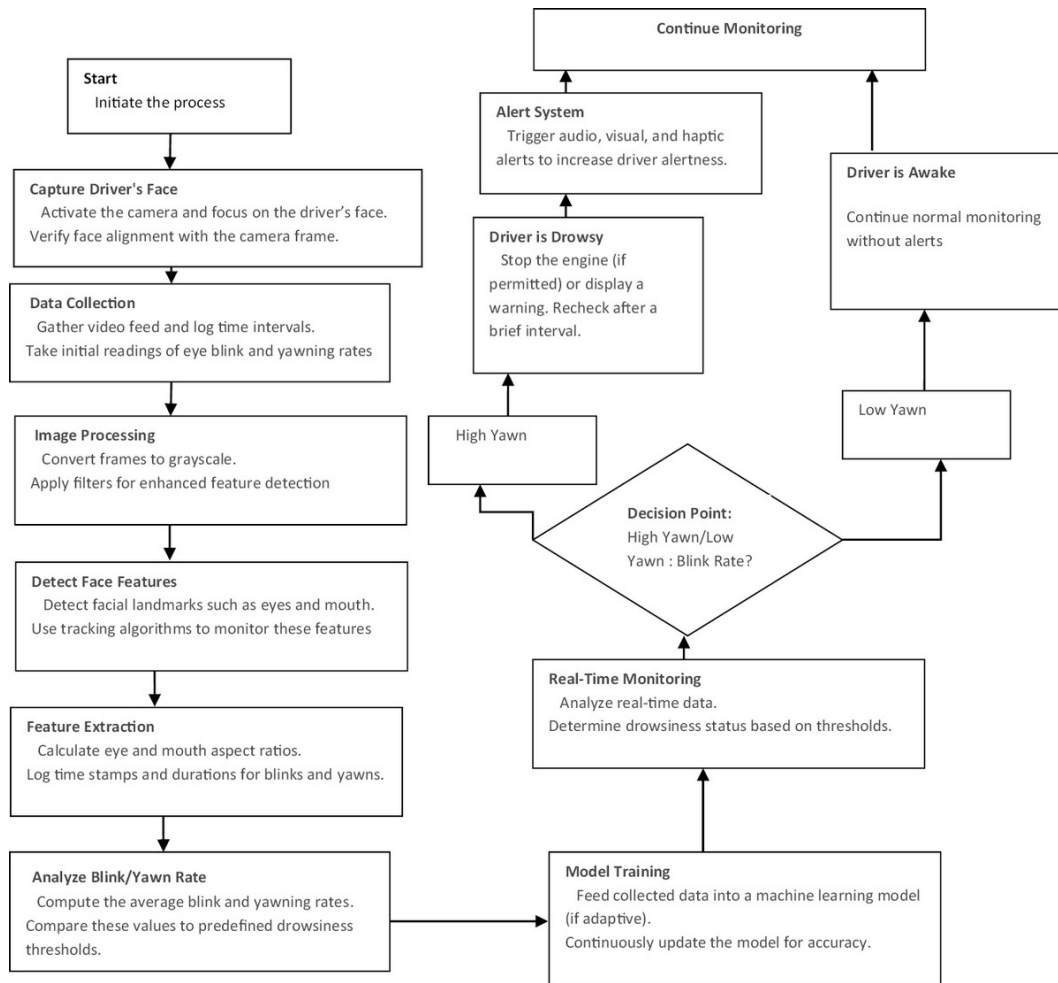 Start
Initiate the process
Capture Driver's Face
Activate the camera and focus on the driver's face.
Verify face alignment with the camera frame.
Data Collection
Gather video feed and log time intervals.
Take initial readings of eye blink and yawning rates
Image Processing
Convert frames to grayscale.
Apply filters for enhanced feature detection
Detect Face Features
Detect facial landmarks such as eyes and mouth.
Use tracking algorithms to monitor these features
Feature Extraction
Calculate eye and mouth aspect ratios.
Log time stamps and durations for blinks and yawns.
Analyze Blink/Yawn Rate
Compute the average blink and yawning rates.
Compare these values to predefined drowsiness
thresholds.
Model Training
Feed collected data into a machine learning model
(if adaptive).
Continuously update the model for accuracy.
Real-Time Monitoring
Analyze real-time data.
Determine drowsiness status based on thresholds.
Decision Point:
High Yawn/Low
Yawn : Blink Rate?
High Yawn
Driver is Drowsy
Stop the engine (if
permitted) or display a
warning. Recheck after a
brief interval.
Alert System
Trigger audio, visual, and haptic
alerts to increase driver alertness.
Low Yawn
Driver is Awake
Continue normal monitoring
without alerts
Continue Monitoring